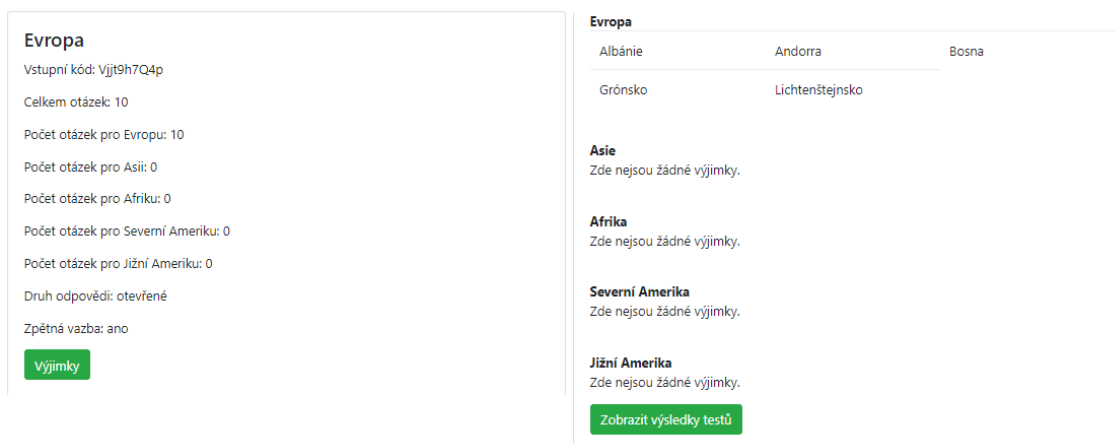 Evropa
Vstupní kód: Vjjt9h7Q4p
Celkem otázek: 10
Počet otázek pro Evropu: 10
Počet otázek pro Asii: 0
Počet otázek pro Afriku: 0
Počet otázek pro Severní Ameriku: 0
Počet otázek pro Jižní Ameriku: 0
Druh odpovědi: otevřené
Zpětná vazba: ano
Výjimky
Evropa
Albánie Andorra Bosna
Grónsko Lichtenštejnsko
Asie
Zde nejsou žádné výjimky.
Afrika
Zde nejsou žádné výjimky.
Severní Amerika
Zde nejsou žádné výjimky.
Jižní Amerika
Zde nejsou žádné výjimky.
Zobrazit výsledky testů